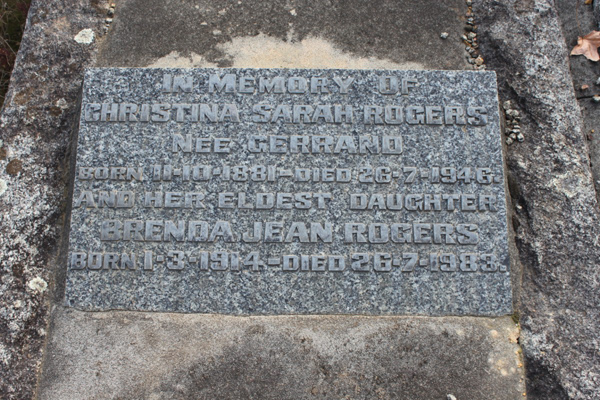 IN MEMORY OF
CHRISTINA SARAH ROGERS
NEE GERRAND
BORN 11-10-1881-DIED 26-7-1946.
AND HER ELDEST DAUGHTER
BRENDA JEAN ROGERS
BORN 1-3-1914.-DIED 26-7-1983.